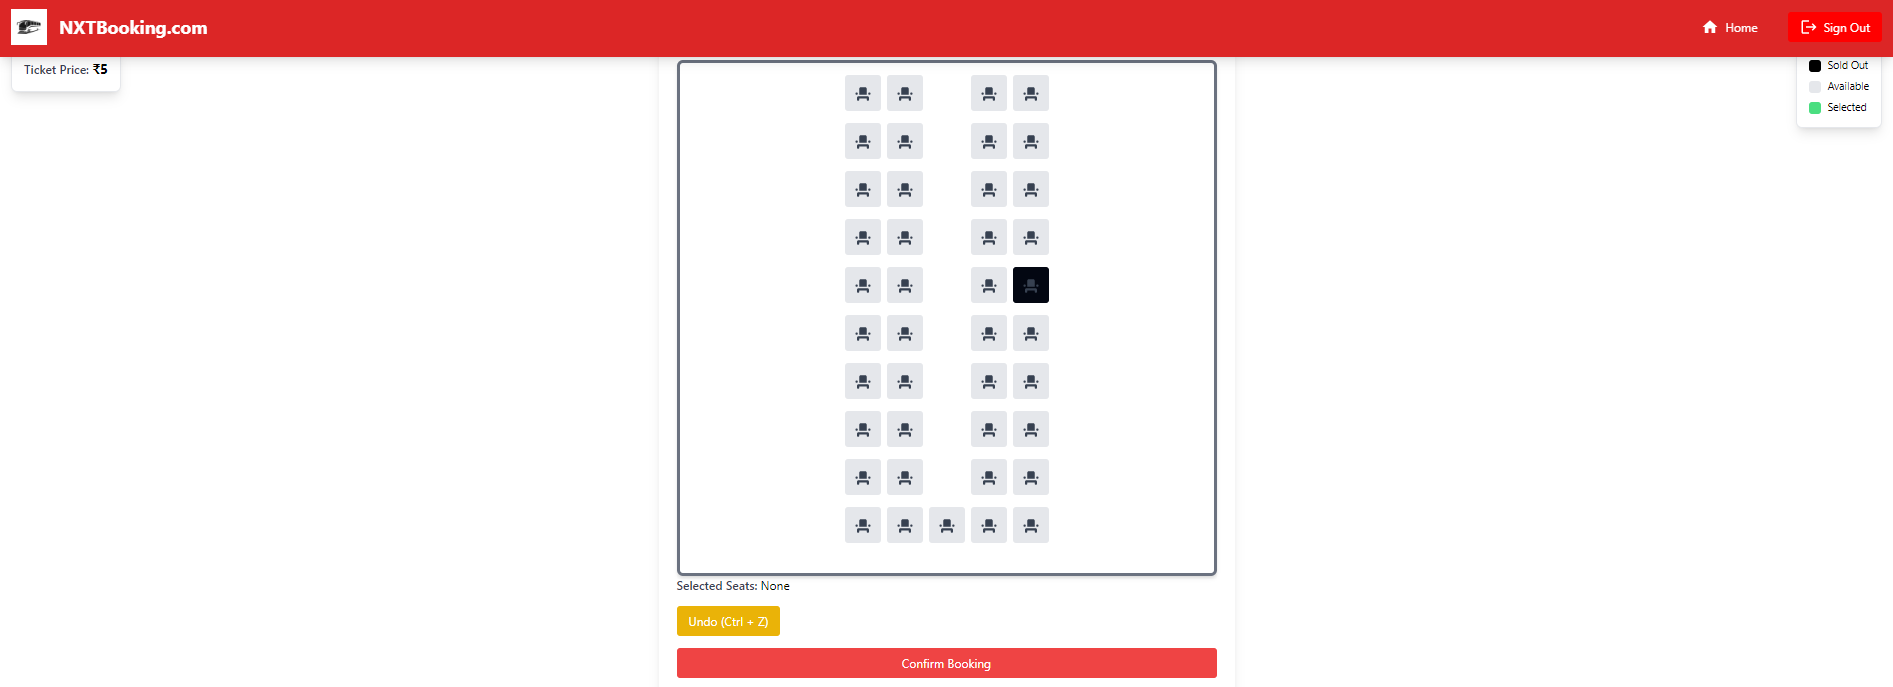 NXTBooking.com
Home
Sign Out
Ticket Price: ₹5
Sold Out
Available
Selected
Selected Seats: None
Undo (Ctrl + Z)
Confirm Booking